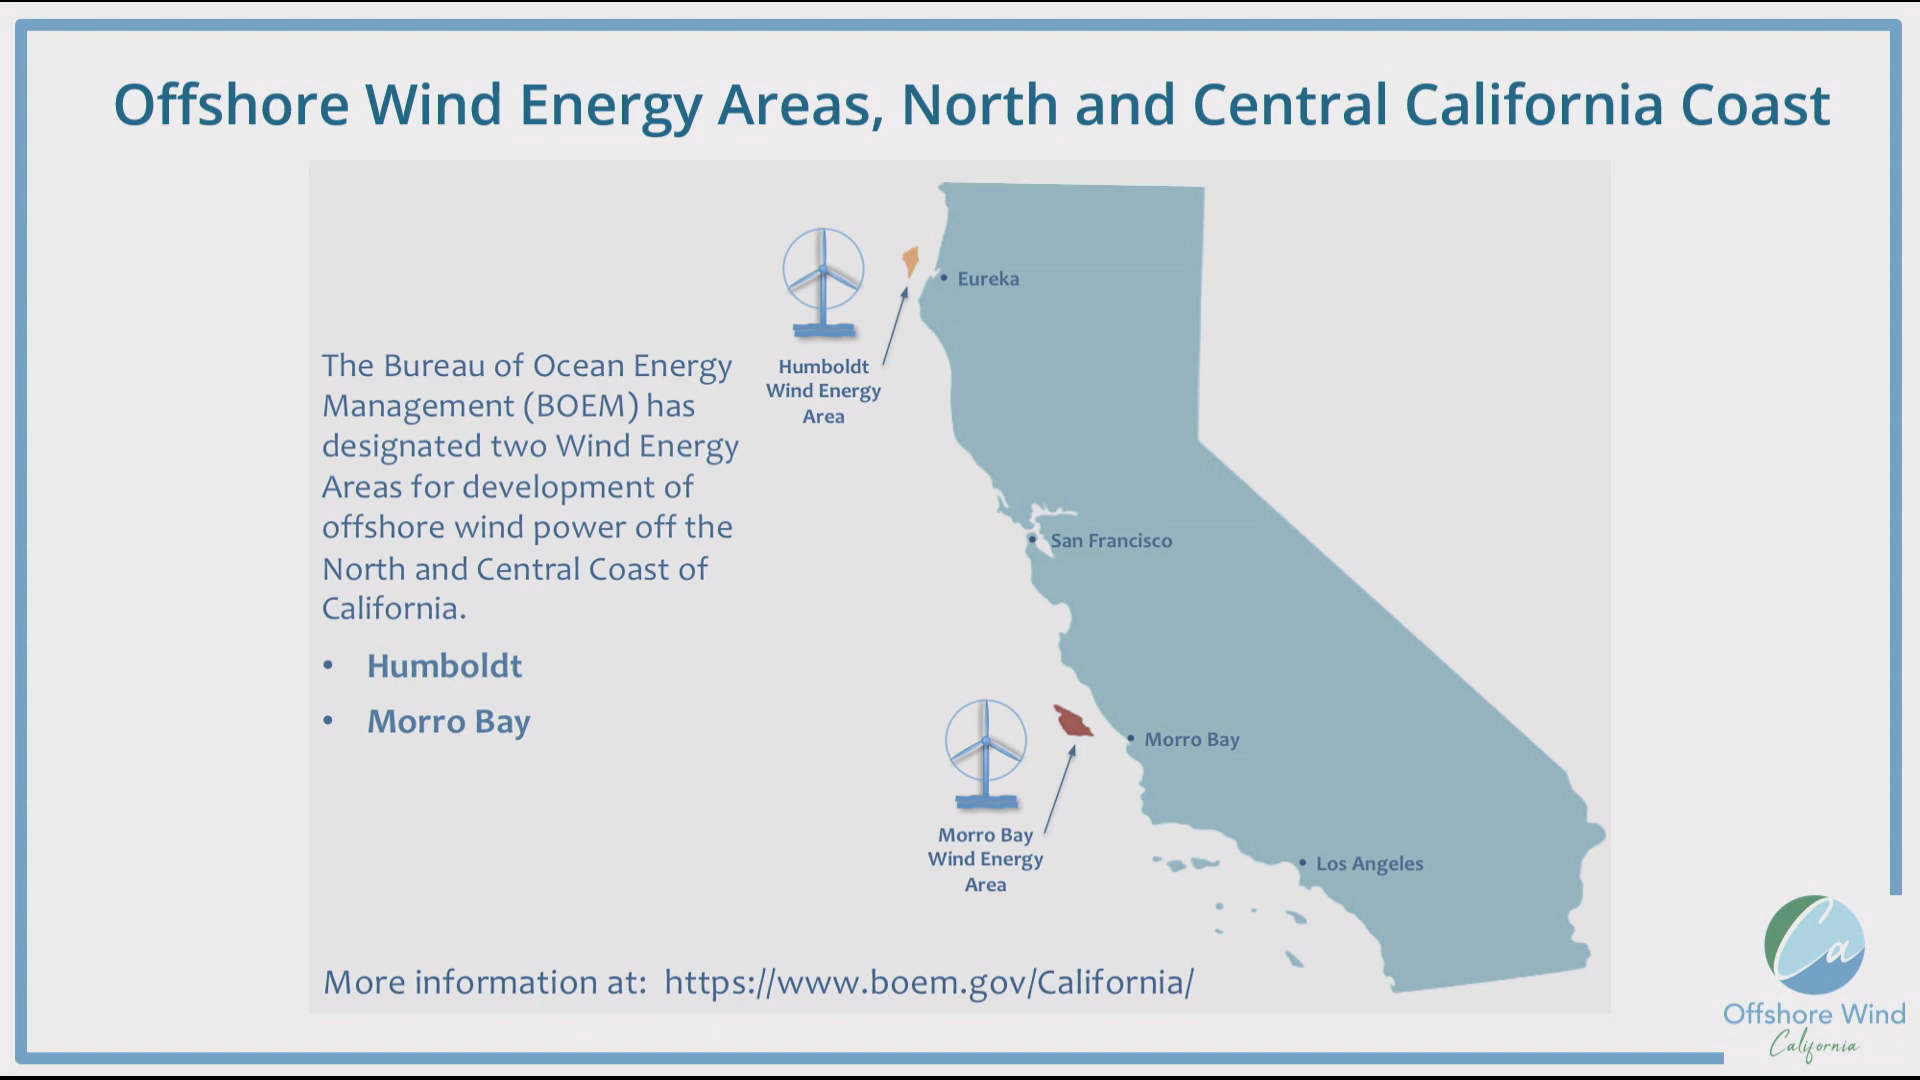 Offshore Wind Energy Areas, North and Central California Coast
The Bureau of Ocean Energy
Management (BOEM) has
designated two Wind Energy
Areas for development of
offshore wind power off the
North and Central Coast of
California.
• Humboldt
• Morro Bay
Humboldt
Wind Energy
Area
Eureka
San Francisco
Morro Bay
Morro Bay
Wind Energy
Area
Los Angeles
More information at: https://www.boem.gov/California/
Ca
Offshore Wind
California